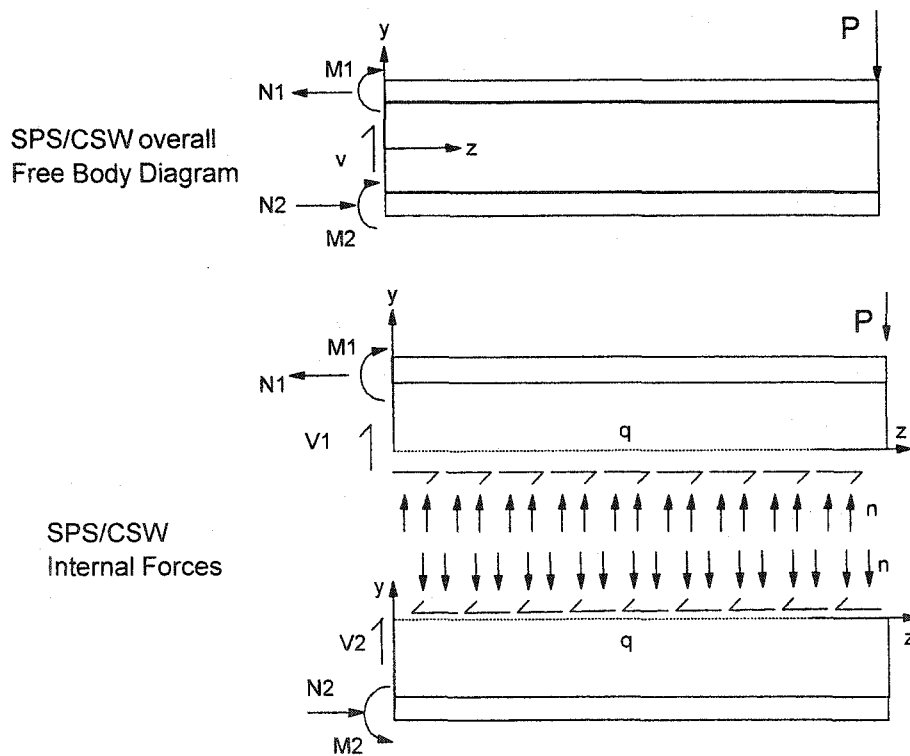 P
y
M1
N1
SPS/CSW overall
Free Body Diagram
v
z
N2
M2
y
P
M1
N1
V1
q
z
n
SPS/CSW
Internal Forces
n
y
V2
q
z
N2
M2